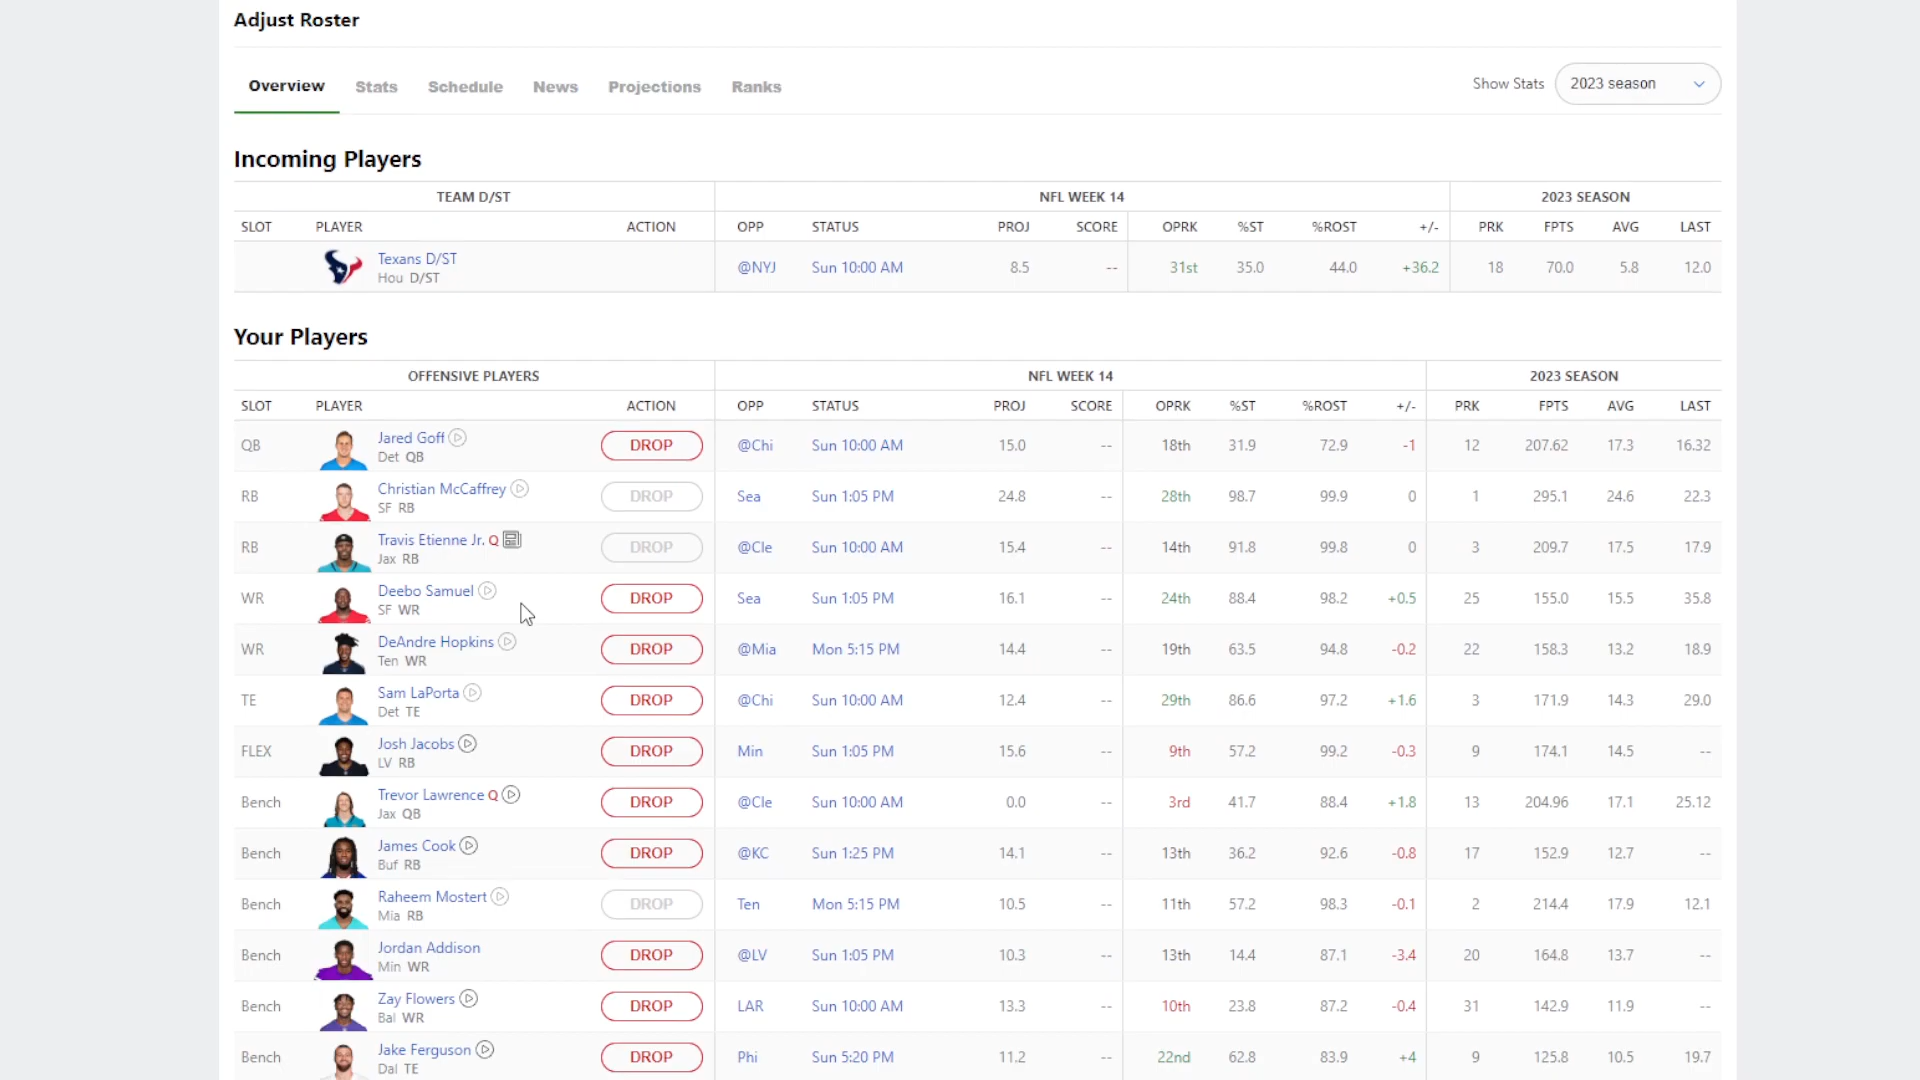 Adjust Roster
Overview Stats Schedule News Projections Ranks Show Stats 2023 season
Incoming Players
TEAM D/ST NFL WEEK 14 2023 SEASON
SLOT PLAYER ACTION OPP STATUS PROJ SCORE OPRK %ST %ROST +/- PRK FPTS AVG LAST
Texans D/ST
Hou D/ST
@NYJ Sun 10:00 AM 8.5 -- 31st 35.0 44.0 +36.2 18 70.0 5.8 12.0
Your Players
OFFENSIVE PLAYERS NFL WEEK 14 2023 SEASON
SLOT PLAYER ACTION OPP STATUS PROJ SCORE OPRK %ST %ROST +/- PRK FPTS AVG LAST
QB Jared Goff DROP @Chi Sun 10:00 AM 15.0 -- 18th 31.9 72.9 -1 12 207.62 17.3 16.32
Det QB
RB Christian McCaffrey DROP Sea Sun 1:05 PM 24.8 -- 28th 98.7 99.9 0 1 295.1 24.6 22.3
SF RB
RB Travis Etienne Jr. Q DROP @Cle Sun 10:00 AM 15.4 -- 14th 91.8 99.8 0 3 209.7 17.5 17.9
Jax RB
WR Deebo Samuel DROP Sea Sun 1:05 PM 16.1 -- 24th 88.4 98.2 +0.5 25 155.0 15.5 35.8
SF WR
WR DeAndre Hopkins DROP @Mia Mon 5:15 PM 14.4 -- 19th 63.5 94.8 -0.2 22 158.3 13.2 18.9
Ten WR
TE Sam LaPorta DROP @Chi Sun 10:00 AM 12.4 -- 29th 86.6 97.2 +1.6 3 171.9 14.3 29.0
Det TE
FLEX Josh Jacobs DROP Min Sun 1:05 PM 15.6 -- 9th 57.2 99.2 -0.3 9 174.1 14.5 --
LV RB
Bench Trevor Lawrence Q DROP @Cle Sun 10:00 AM 0.0 -- 3rd 41.7 88.4 +1.8 13 204.96 17.1 25.12
Jax QB
Bench James Cook DROP @KC Sun 1:25 PM 14.1 -- 13th 36.2 92.6 -0.8 17 152.9 12.7 --
Buf RB
Bench Raheem Mostert DROP Ten Mon 5:15 PM 10.5 -- 11th 57.2 98.3 -0.1 2 214.4 17.9 12.1
Mia RB
Bench Jordan Addison DROP @LV Sun 1:05 PM 10.3 -- 13th 14.4 87.1 -3.4 20 164.8 13.7 --
Min WR
Bench Zay Flowers DROP LAR Sun 10:00 AM 13.3 -- 10th 23.8 87.2 -0.4 31 142.9 11.9 --
Bal WR
Bench Jake Ferguson DROP Phi Sun 5:20 PM 11.2 -- 22nd 62.8 83.9 +4 9 125.8 10.5 19.7
Dal TE